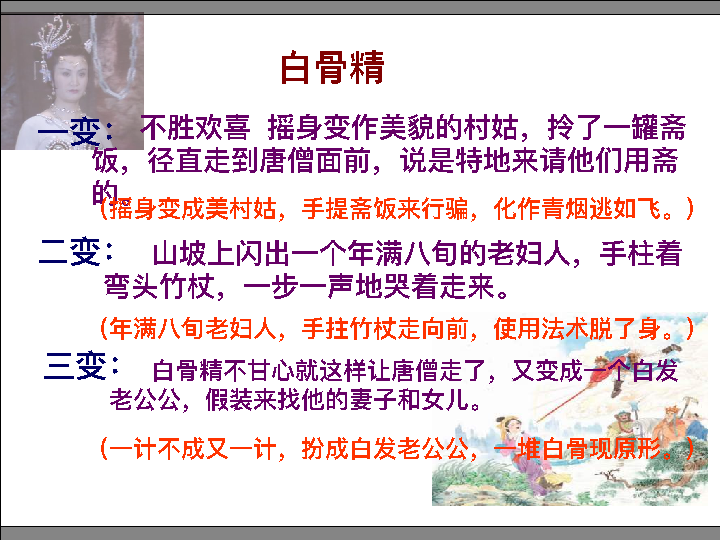 白骨精
一变： 不胜欢喜 摇身变作美貌的村姑，拎了一罐斋
饭，径直走到唐僧面前，说是特地来请他们用斋
的。
（摇身变成美村姑，手提斋饭来行骗，化作青烟逃如飞。）
二变： 山坡上闪出一个年满八旬的老妇人，手柱着
弯头竹杖，一步一声地哭着走来。
（年满八旬老妇人，手拄竹杖走向前，使用法术脱了身。）
三变： 白骨精不甘心就这样让唐僧走了，又变成一个白发
老公公，假装来找他的妻子和女儿。
（一计不成又一计，扮成白发老公公，一堆白骨现原形。）